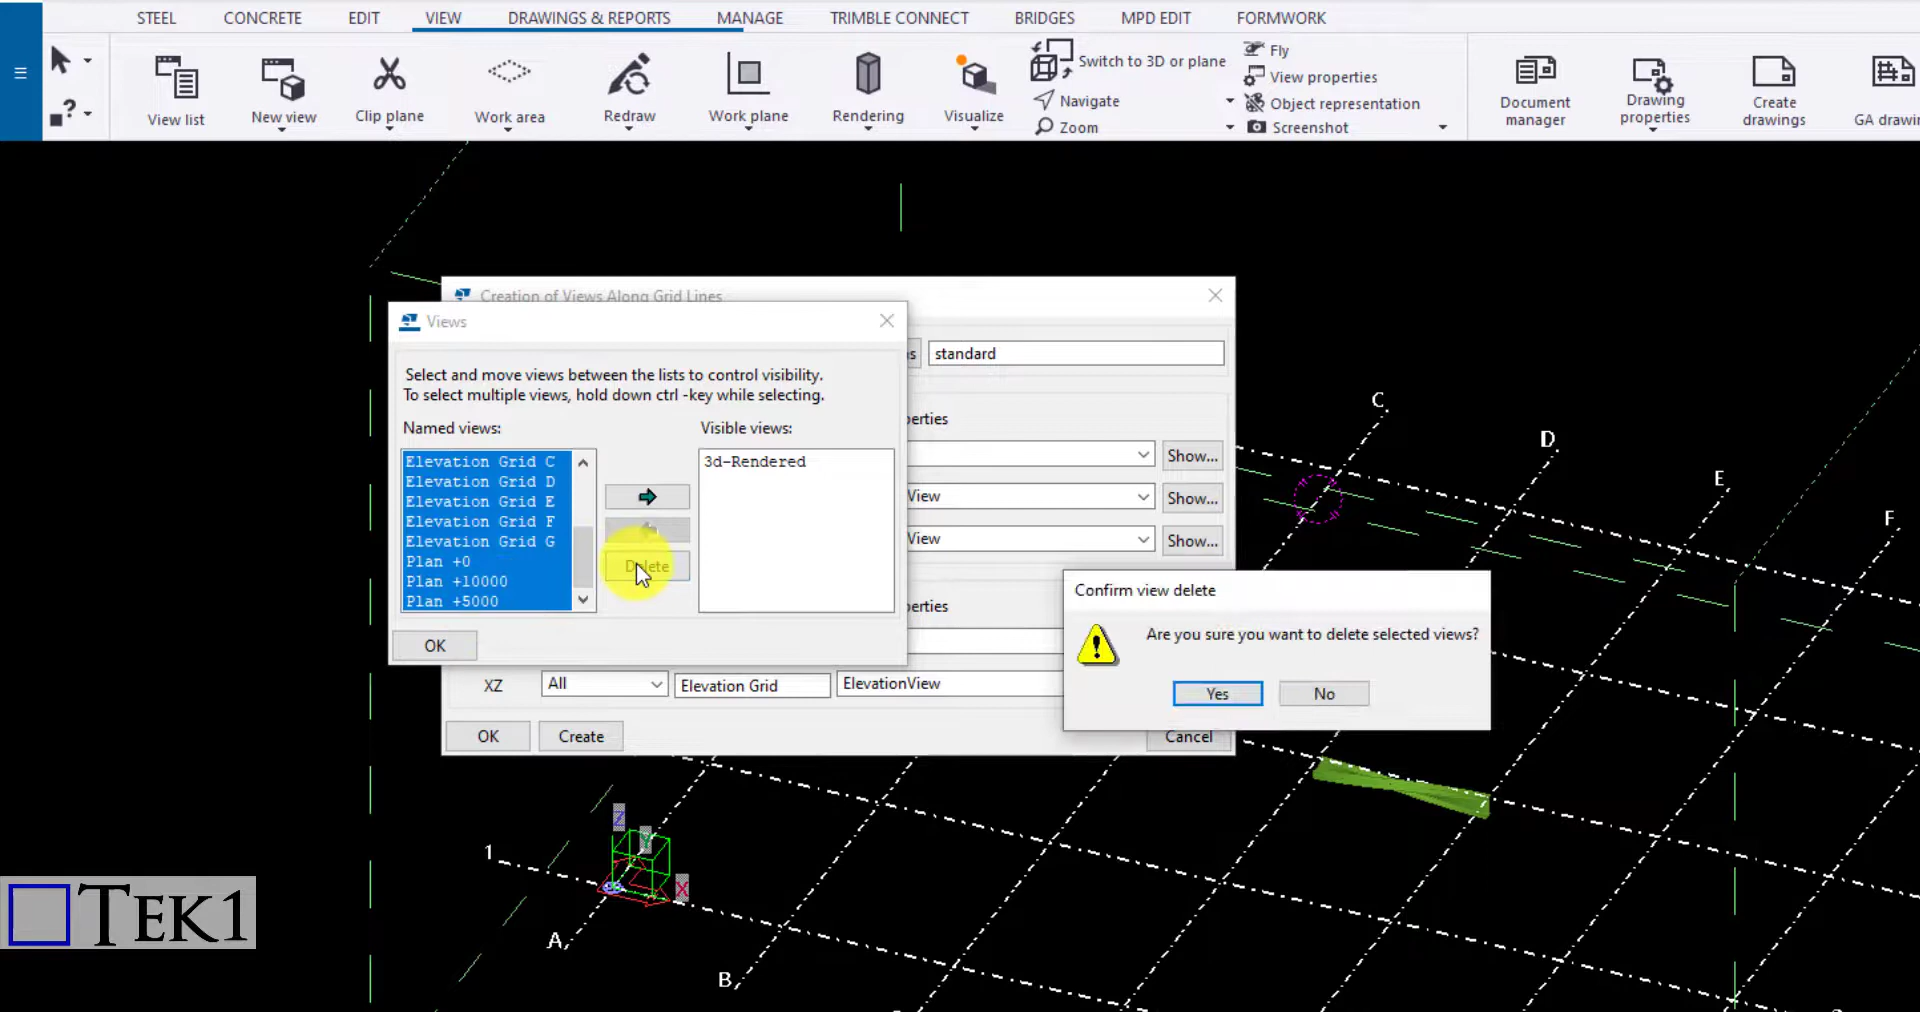 STEEL CONCRETE EDIT VIEW DRAWINGS & REPORTS MANAGE TRIMBLE CONNECT BRIDGES MPD EDIT FORMWORK
View list
New view
Clip plane
Work area
Redraw
Work plane
Rendering
Visualize
Switch to 3D or plane
Navigate
Zoom
Fly
View properties
Object representation
Screenshot
Document
manager
Drawing
properties
Create
drawings
GA drawin
Creation of Views Along Grid Lines
standard
Views
Select and move views between the lists to control visibility.
To select multiple views, hold down ctrl -key while selecting.
Named views:
Visible views:
Elevation Grid C
Elevation Grid D
Elevation Grid E
Elevation Grid F
Elevation Grid G
Plan +0
Plan +10000
Plan +5000
3d-Rendered
Delete
OK
perties
Show...
View
Show...
View
Show...
perties
XZ
All
Elevation Grid
ElevationView
OK
Create
Cancel
Confirm view delete
Are you sure you want to delete selected views?
Yes
No
C
D
E
F
1
Z
Y
X
A
B
TEK1